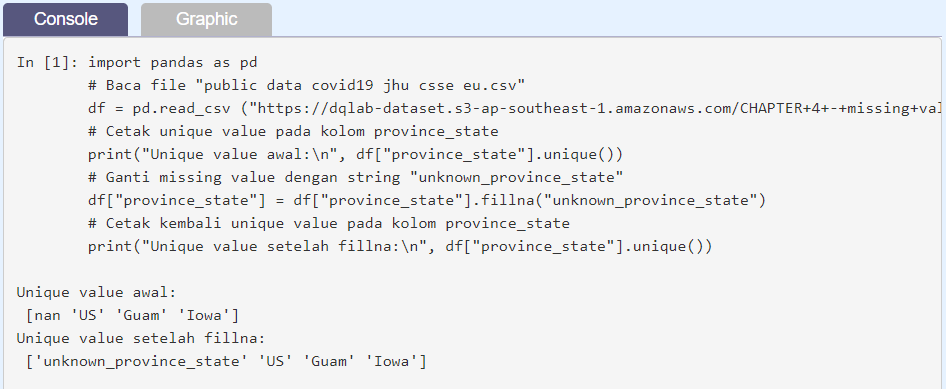 Console Graphic
In [1]: import pandas as pd
# Baca file "public data covid19 jhu csse eu.csv"
df = pd.read_csv ("https://dqlab-dataset.s3-ap-southeast-1.amazonaws.com/CHAPTER+4+-+missing+val
# Cetak unique value pada kolom province_state
print("Unique value awal:\n", df["province_state"].unique())
# Ganti missing value dengan string "unknown_province_state"
df["province_state"] = df["province_state"].fillna("unknown_province_state")
# Cetak kembali unique value pada kolom province_state
print("Unique value setelah fillna:\n", df["province_state"].unique())
Unique value awal:
[nan 'US' 'Guam' 'Iowa']
Unique value setelah fillna:
['unknown_province_state' 'US' 'Guam' 'Iowa']